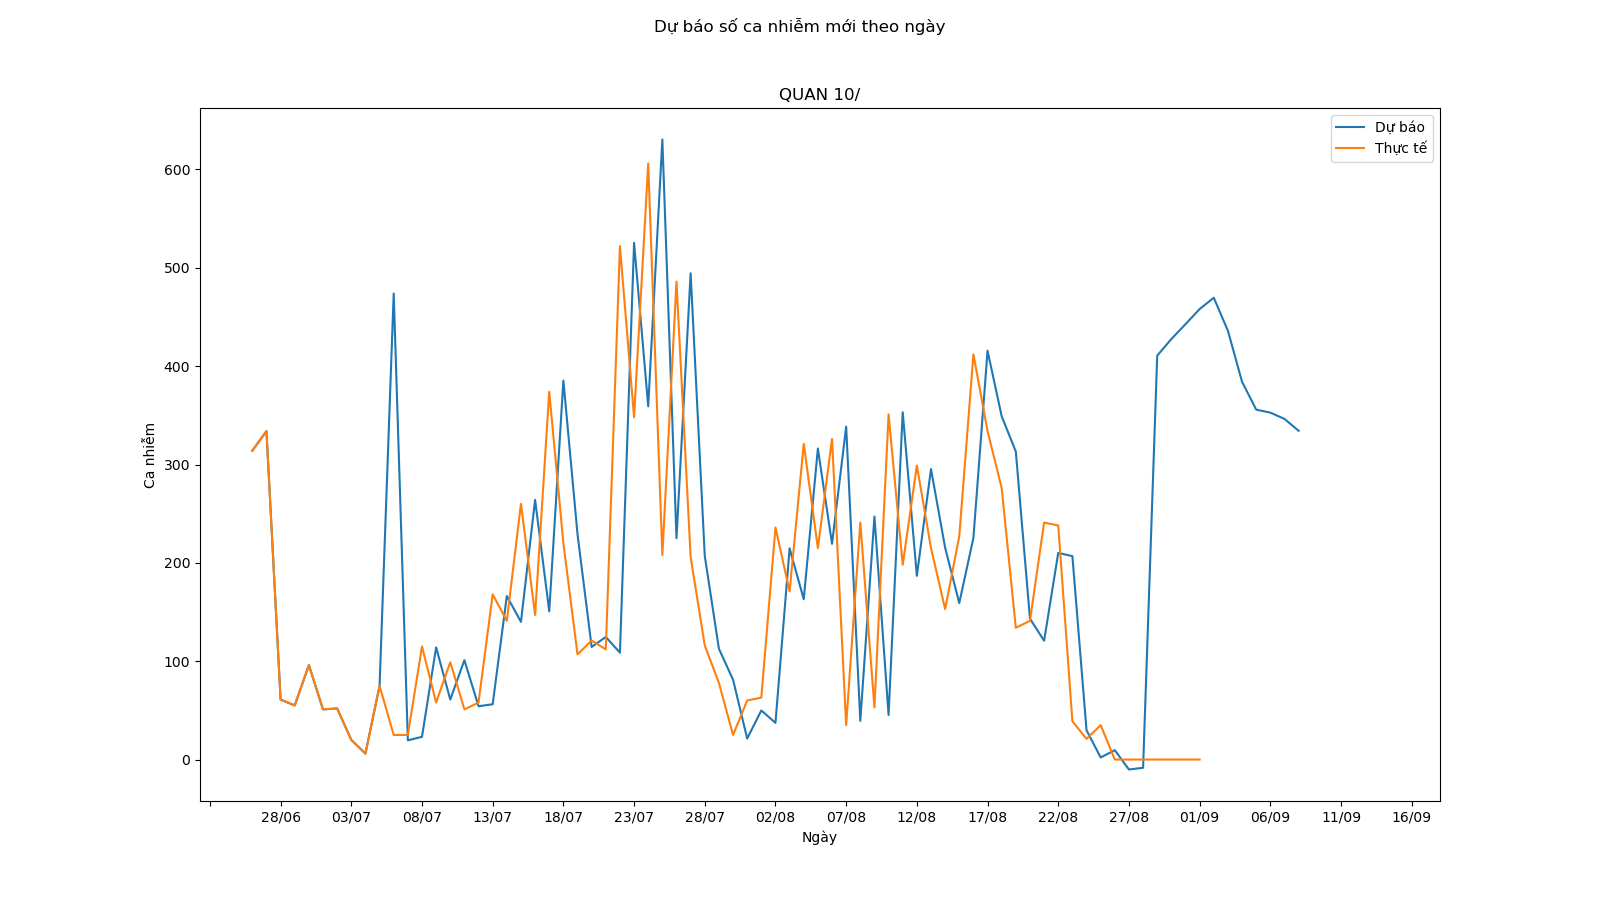 Dự báo số ca nhiễm mới theo ngày
QUAN 10/
Dự báo
Thực tế
600
500
400
300
200
100
0
Ca nhiễm
28/06 03/07 08/07 13/07 18/07 23/07 28/07 02/08 07/08 12/08 17/08 22/08 27/08 01/09 06/09 11/09 16/09
Ngày